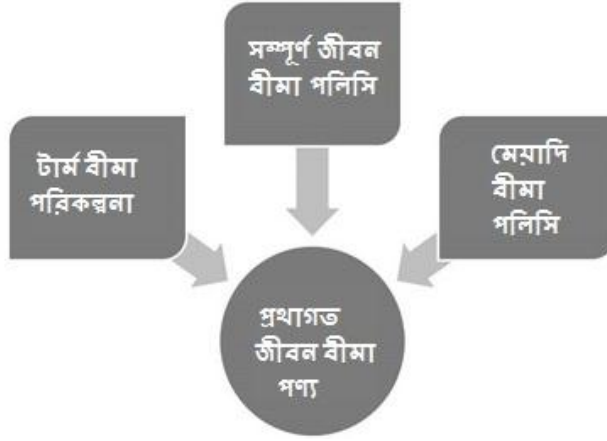 সম্পূর্ণ জীবন
বীমা পলিসি
টার্ম বীমা
পরিকল্পনা
মেয়াদি
বীমা
পলিসি
প্রথাগত
জীবন বীমা
পণ্য